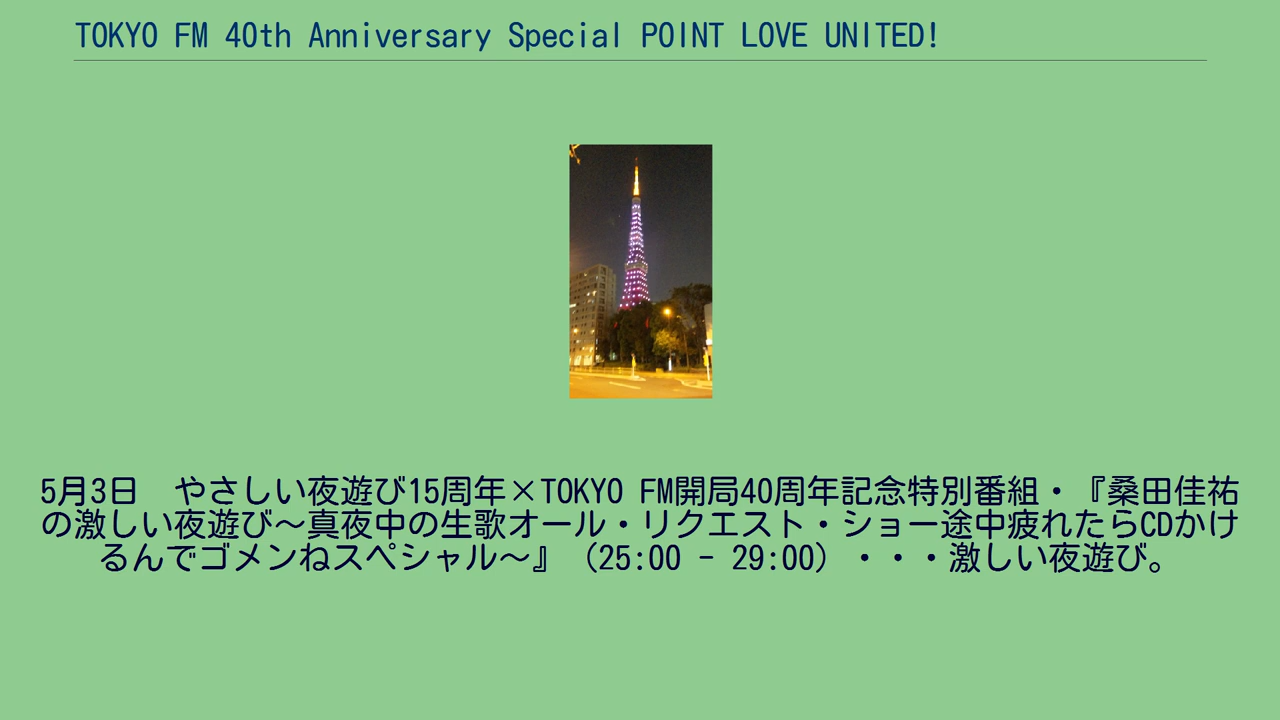 TOKYO FM 40th Anniversary Special POINT LOVE UNITED!
5月3日　やさしい夜遊び15周年×TOKYO FM開局40周年記念特別番組・『桑田佳祐
の激しい夜遊び～真夜中の生歌オール・リクエスト・ショー途中疲れたらCDかけ
るんでゴメンねスペシャル～』（25:00 - 29:00）・・・激しい夜遊び。